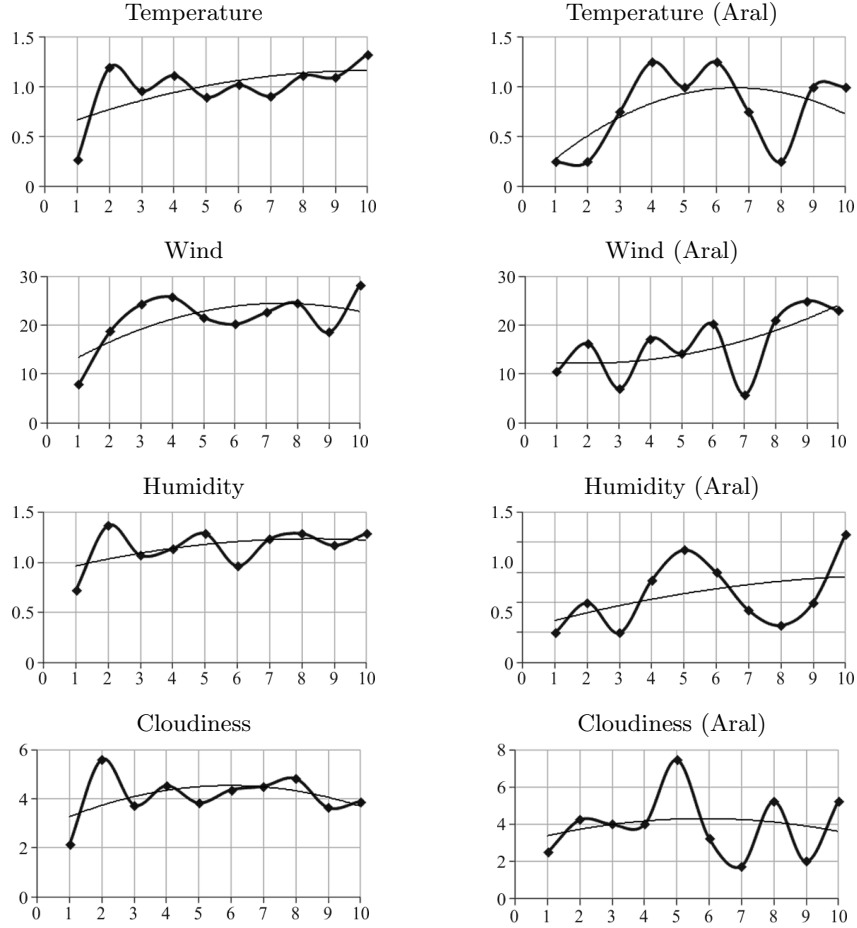 Temperature
1.5
1.0
0.5
0
0 1 2 3 4 5 6 7 8 9 10
Temperature (Aral)
1.5
1.0
0.5
0
0 1 2 3 4 5 6 7 8 9 10
Wind
30
20
10
0
0 1 2 3 4 5 6 7 8 9 10
Wind (Aral)
30
20
10
0
0 1 2 3 4 5 6 7 8 9 10
Humidity
1.5
1.0
0.5
0
0 1 2 3 4 5 6 7 8 9 10
Humidity (Aral)
1.5
1.0
0.5
0
0 1 2 3 4 5 6 7 8 9 10
Cloudiness
6
4
2
0
0 1 2 3 4 5 6 7 8 9 10
Cloudiness (Aral)
8
6
4
2
0
0 1 2 3 4 5 6 7 8 9 10